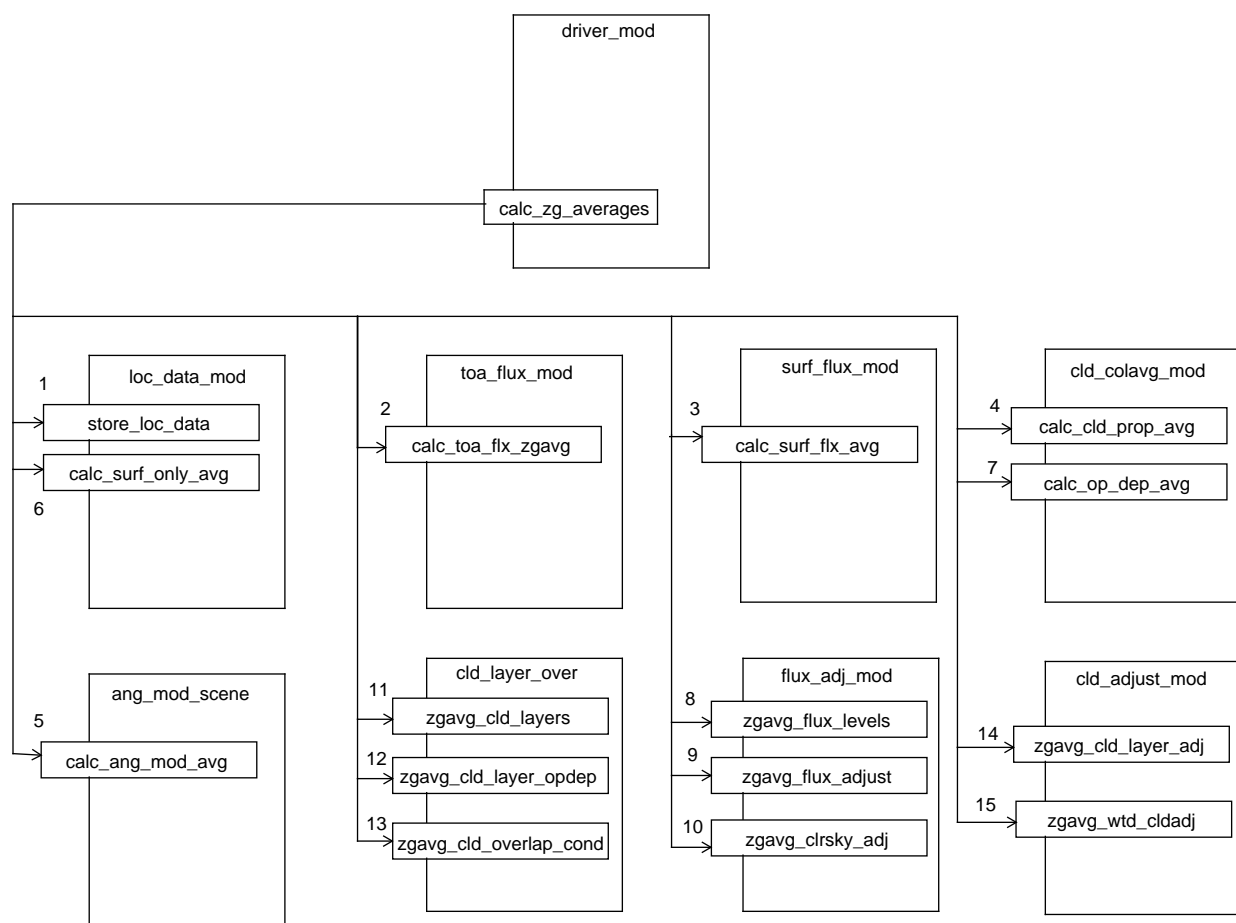 driver_mod
calc_zg_averages
loc_data_mod
1
store_loc_data
calc_surf_only_avg
6
toa_flux_mod
2
calc_toa_flx_zgavg
surf_flux_mod
3
calc_surf_flx_avg
cld_colavg_mod
4
calc_cld_prop_avg
7
calc_op_dep_avg
ang_mod_scene
5
calc_ang_mod_avg
cld_layer_over
11
zgavg_cld_layers
12
zgavg_cld_layer_opdep
13
zgavg_cld_overlap_cond
flux_adj_mod
8
zgavg_flux_levels
9
zgavg_flux_adjust
10
zgavg_clrsky_adj
cld_adjust_mod
14
zgavg_cld_layer_adj
15
zgavg_wtd_cldadj